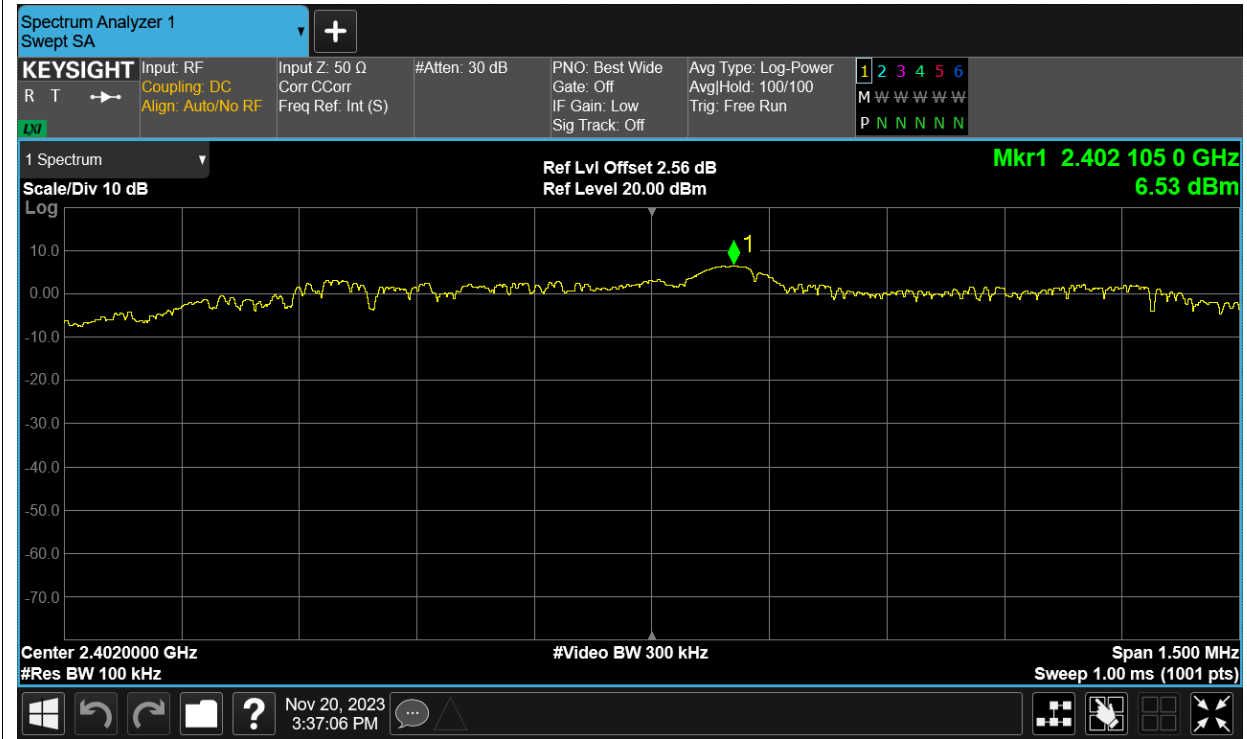 Spectrum Analyzer 1
Swept SA
KEYSIGHT
R T
LXI
Input: RF
Coupling: DC
Align: Auto/No RF
Input Z: 50 Ω
Corr CCorr
Freq Ref: Int (S)
#Atten: 30 dB
PNO: Best Wide
Gate: Off
IF Gain: Low
Sig Track: Off
Avg Type: Log-Power
Avg|Hold: 100/100
Trig: Free Run
1 2 3 4 5 6
M W W W W W
P N N N N N
1 Spectrum
Scale/Div 10 dB
Ref Lvl Offset 2.56 dB
Ref Level 20.00 dBm
Mkr1 2.402 105 0 GHz
6.53 dBm
Log
1
10.0
0.00
-10.0
-20.0
-30.0
-40.0
-50.0
-60.0
-70.0
Center 2.4020000 GHz
#Res BW 100 kHz
#Video BW 300 kHz
Span 1.500 MHz
Sweep 1.00 ms (1001 pts)
?
Nov 20, 2023
3:37:06 PM